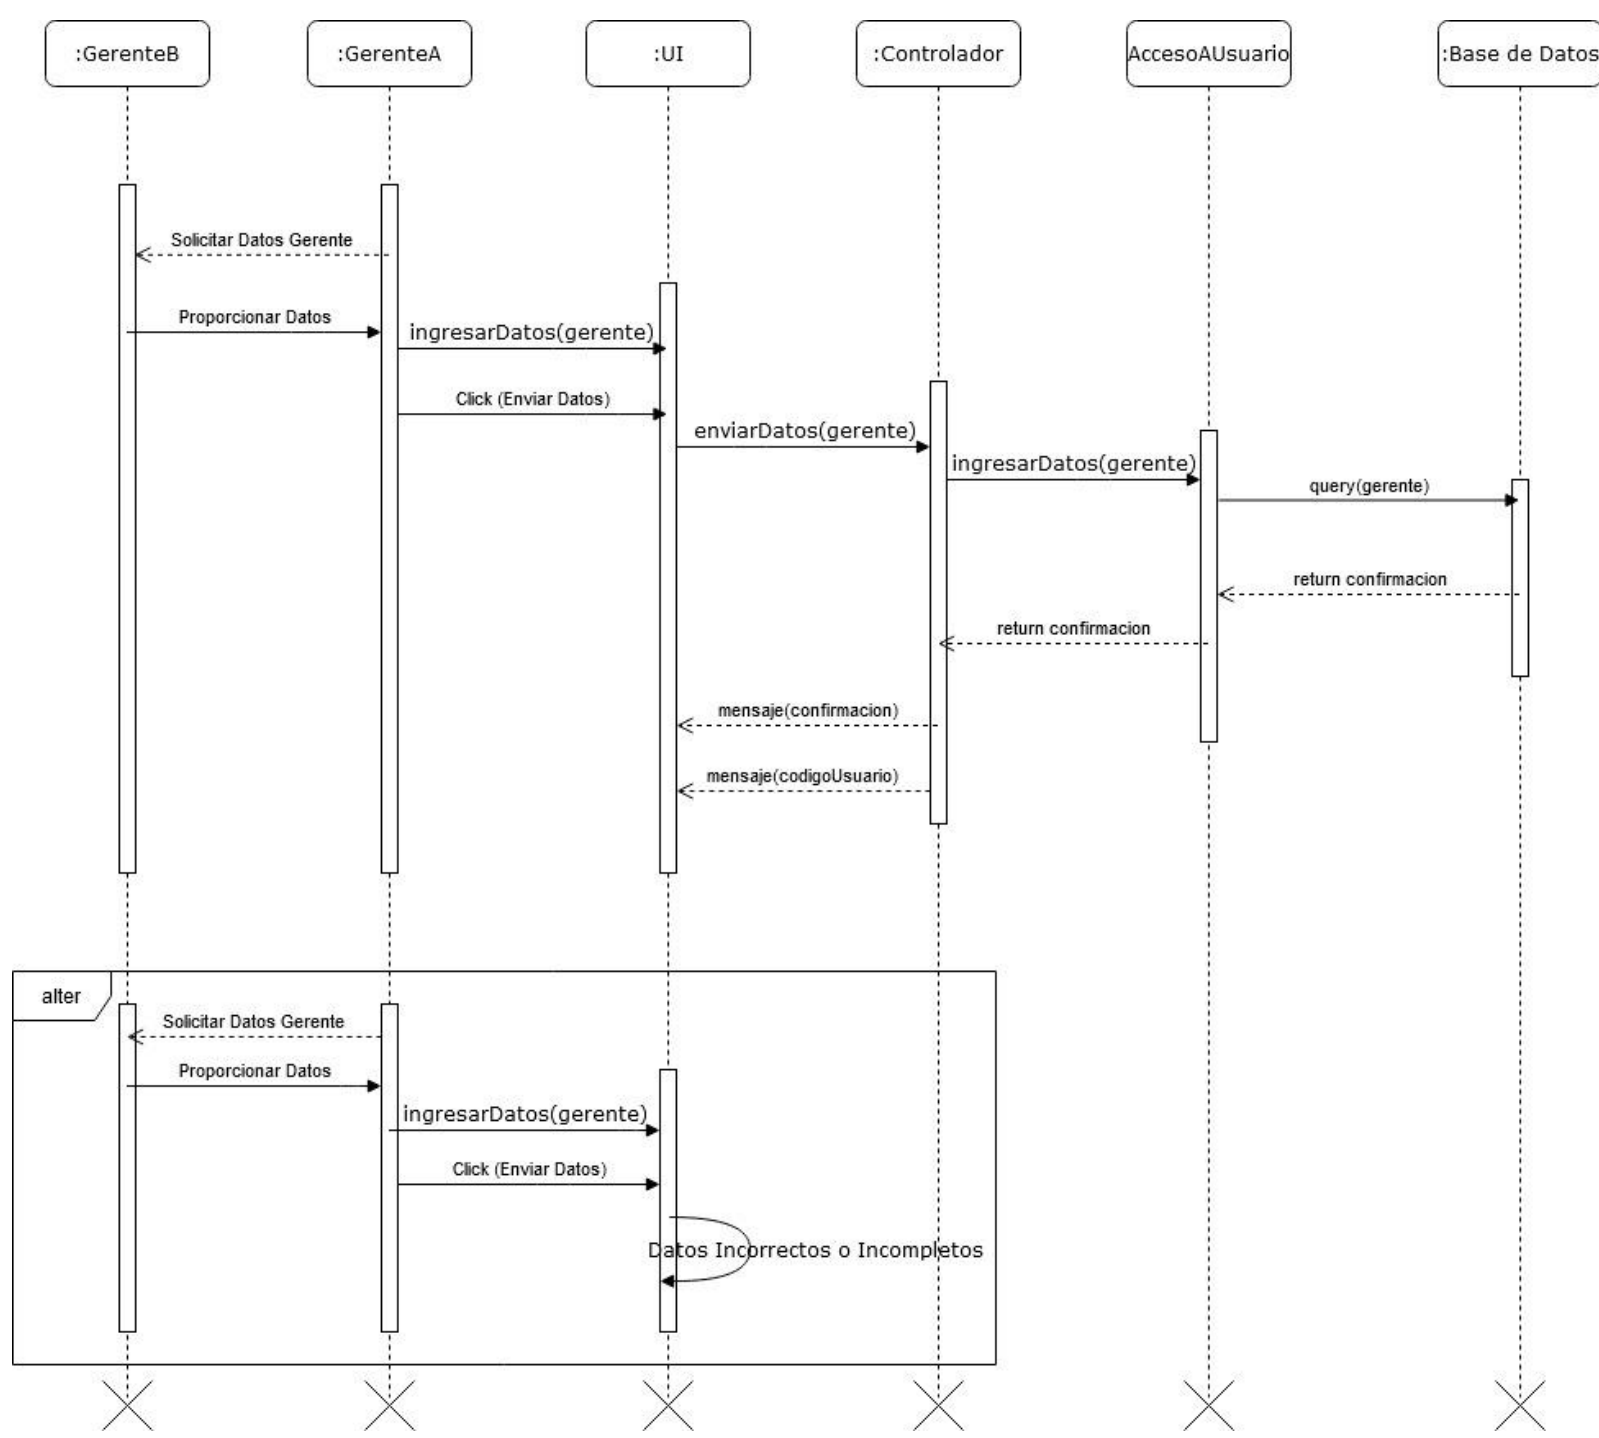 :GerenteB
:GerenteA
:UI
:Controlador
AccesoAUsuario
:Base de Datos
Solicitar Datos Gerente
Proporcionar Datos
ingresarDatos(gerente)
Click (Enviar Datos)
enviarDatos(gerente)
ingresarDatos(gerente)
query(gerente)
return confirmacion
return confirmacion
mensaje(confirmacion)
mensaje(codigoUsuario)
alter
Solicitar Datos Gerente
Proporcionar Datos
ingresarDatos(gerente)
Click (Enviar Datos)
Datos Incorrectos o Incompletos